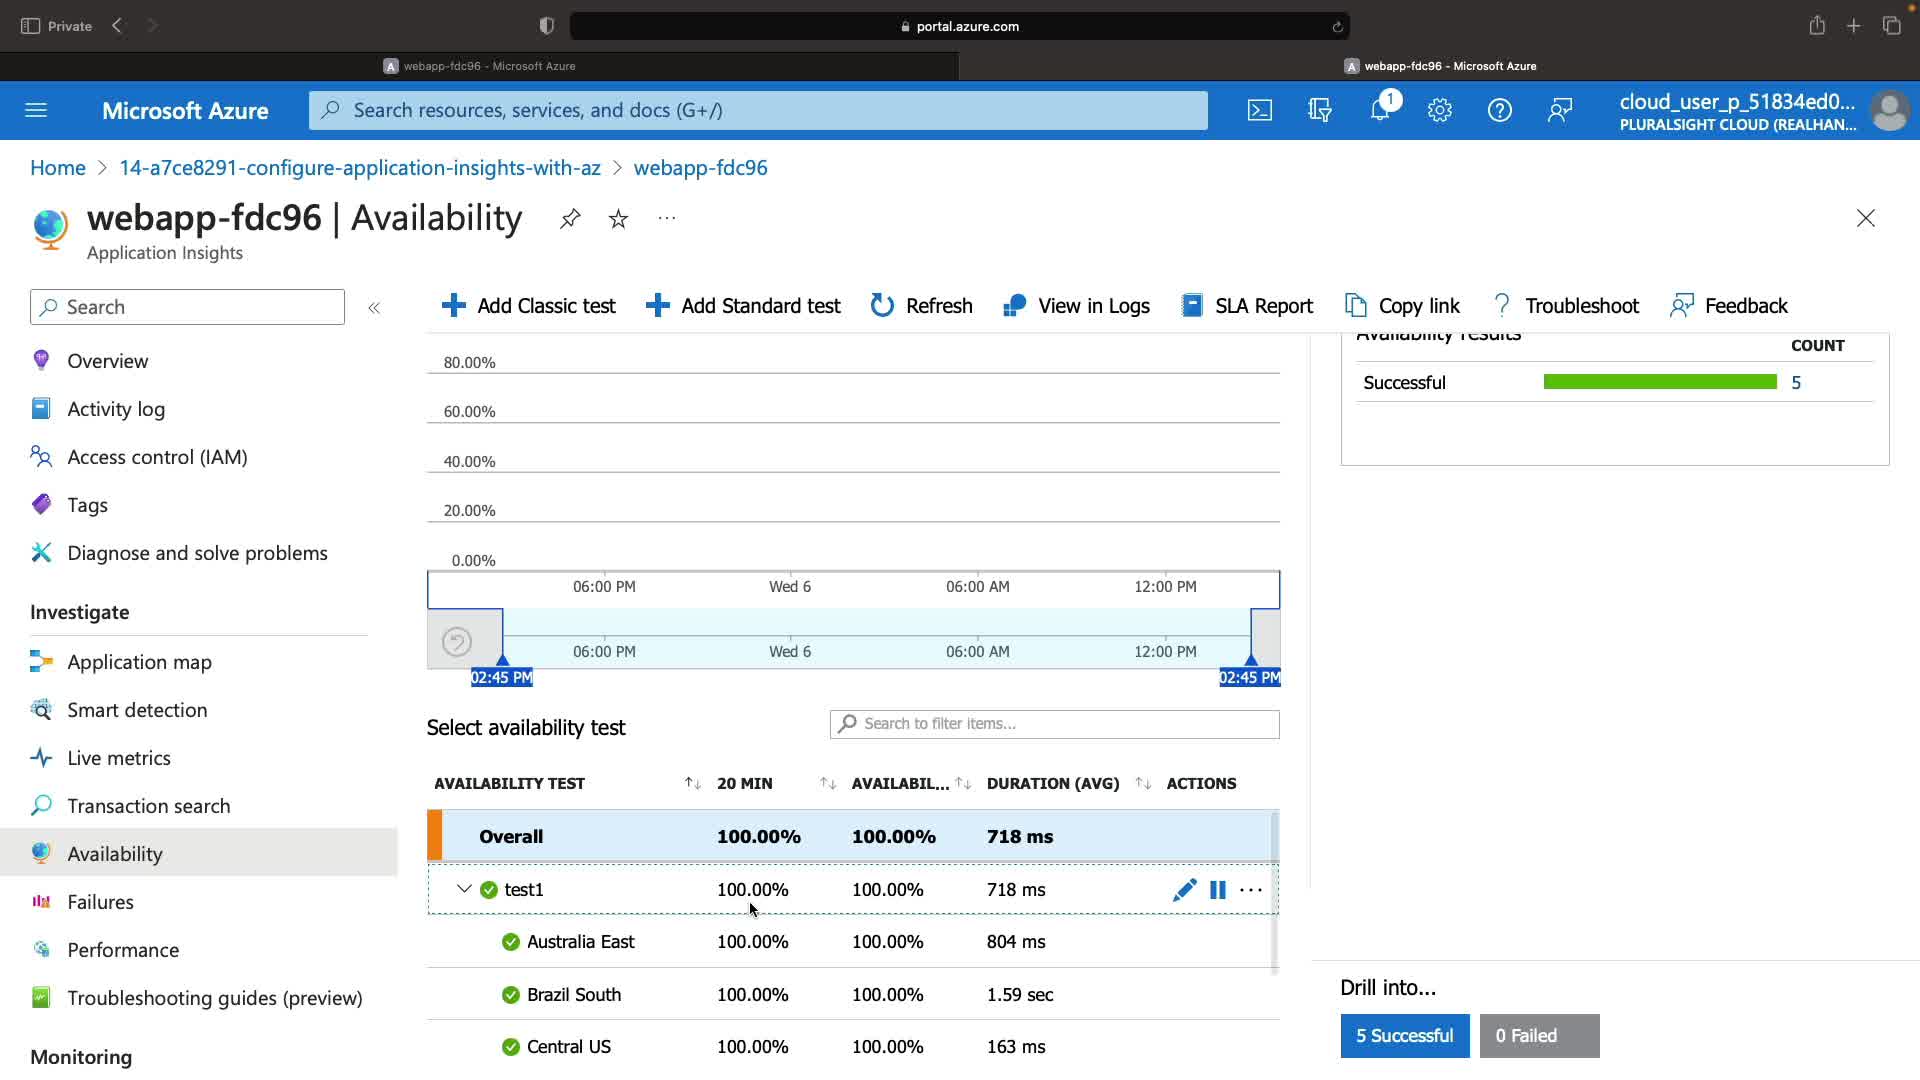 Private
portal.azure.com
A webapp-fdc96 - Microsoft Azure
A webapp-fdc96 - Microsoft Azure
Microsoft Azure
Search resources, services, and docs (G+/)
1
cloud_user_p_51834ed0...
PLURALSIGHT CLOUD (REALHAN...
Home > 14-a7ce8291-configure-application-insights-with-az > webapp-fdc96
webapp-fdc96 | Availability
Application Insights
Search
Add Classic test
Add Standard test
Refresh
View in Logs
SLA Report
Copy link
Troubleshoot
Feedback
Overview
Activity log
Access control (IAM)
Tags
Diagnose and solve problems
Investigate
Application map
Smart detection
Live metrics
Transaction search
Availability
Failures
Performance
Troubleshooting guides (preview)
Monitoring
80.00%
60.00%
40.00%
20.00%
0.00%
06:00 PM Wed 6 06:00 AM 12:00 PM
06:00 PM Wed 6 06:00 AM 12:00 PM
02:45 PM 02:45 PM
Select availability test
Search to filter items...
AVAILABILITY TEST 20 MIN AVAILABIL... DURATION (AVG) ACTIONS
Overall 100.00% 100.00% 718 ms
test1 100.00% 100.00% 718 ms
Australia East 100.00% 100.00% 804 ms
Brazil South 100.00% 100.00% 1.59 sec
Central US 100.00% 100.00% 163 ms
Availability results
COUNT
Successful 5
Drill into...
5 Successful
0 Failed